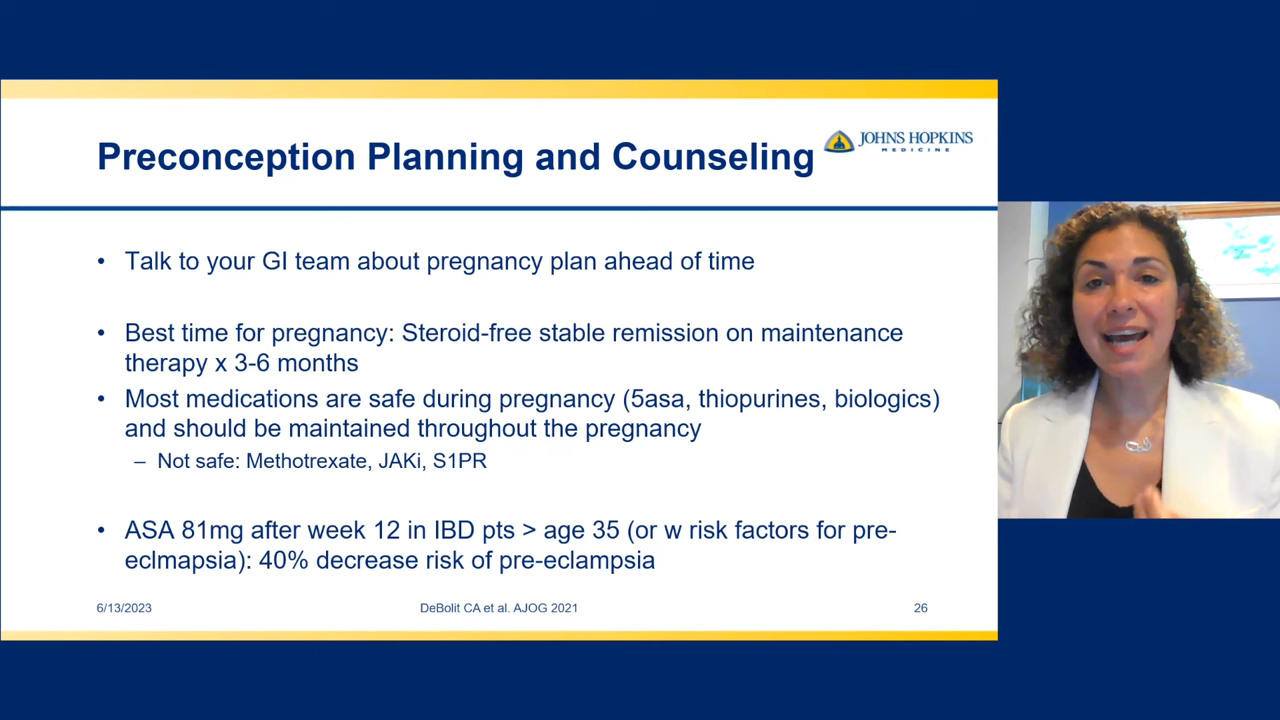 Preconception Planning and Counseling
JOHNS HOPKINS
MEDICINE
• Talk to your GI team about pregnancy plan ahead of time
• Best time for pregnancy: Steroid-free stable remission on maintenance
therapy x 3-6 months
• Most medications are safe during pregnancy (5asa, thiopurines, biologics)
and should be maintained throughout the pregnancy
– Not safe: Methotrexate, JAKi, S1PR
• ASA 81mg after week 12 in IBD pts > age 35 (or w risk factors for pre-
eclmapsia): 40% decrease risk of pre-eclampsia
6/13/2023
DeBolit CA et al. AJOG 2021
26